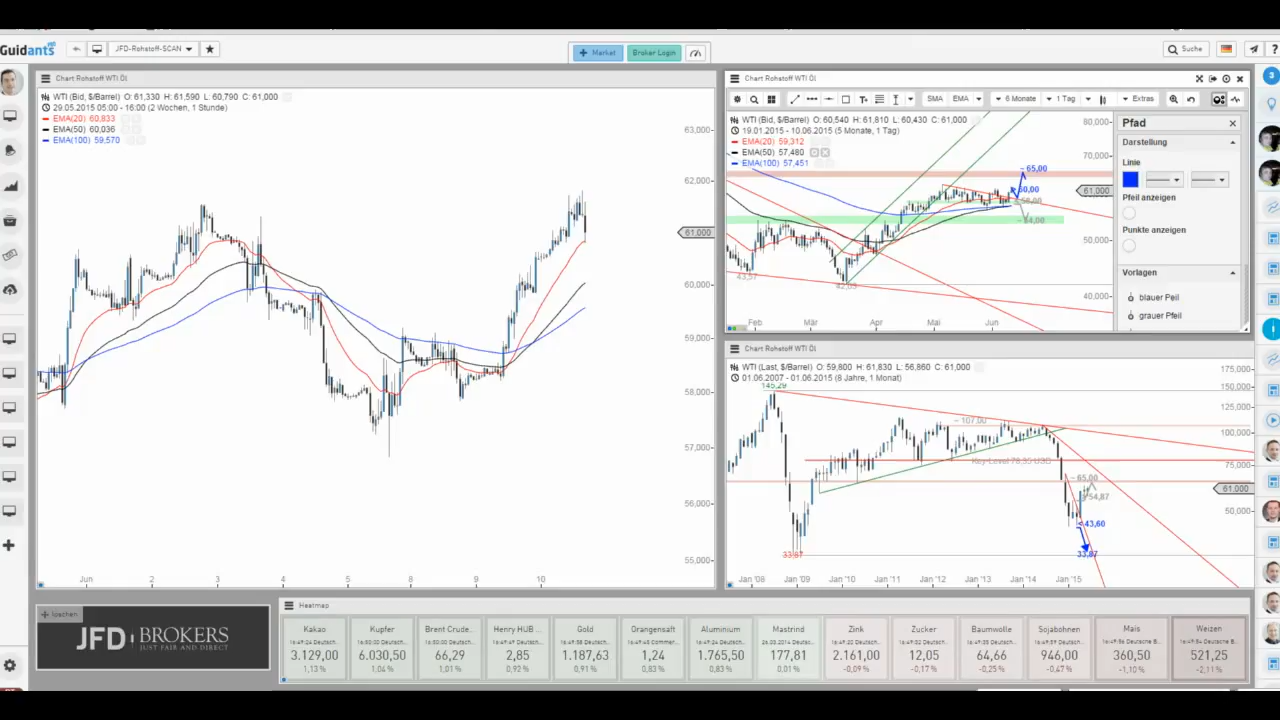 Guidants
JFD-Rohstoff-SCAN
Market
Broker Login
Suche
?
Chart Rohstoff WTI Öl
WTI (Bid, $/Barrel) O: 61,330 H: 61,590 L: 60,790 C: 61,000
29.05.2015 05:00 - 16:00 (2 Wochen, 1 Stunde)
EMA(20) 60,833
EMA(50) 60,036
EMA(100) 59,570
63,000
62,000
61,000
60,000
59,000
58,000
57,000
56,000
55,000
Jun 2 3 4 5 8 9 10
Chart Rohstoff WTI Öl
SMA EMA 6 Monate 1 Tag Extras
WTI (Bid, $/Barrel) O: 60,540 H: 61,810 L: 60,430 C: 61,000
19.01.2015 - 10.06.2015 (5 Monate, 1 Tag)
EMA(20) 59,312
EMA(50) 57,480
EMA(100) 57,451
80,000
70,000
61,000
50,000
40,000
65,00
60,00
54,00
43,57
Feb Mär Apr Mai Jun
Pfad
Darstellung
Linie
Pfeil anzeigen
Punkte anzeigen
Vorlagen
blauer Peil
grauer Pfeil
Chart Rohstoff WTI Öl
WTI (Last, $/Barrel) O: 59,800 H: 61,830 L: 56,860 C: 61,000
01.06.2007 - 01.06.2015 (8 Jahre, 1 Monat)
145,29
107,00
Key-Level 78,35 USD
65,00
54,87
43,60
33,87
33,87
175,000
150,000
125,000
100,000
75,000
61,000
50,000
Jan '08 Jan '09 Jan '10 Jan '11 Jan '12 Jan '13 Jan '14 Jan '15
löschen
JFD BROKERS
JUST FAIR AND DIRECT
Heatmap
Kakao Kupfer Brent Crude... Henry HUB ... Gold Orangensaft Aluminium Mastrind Zink Zucker Baumwolle Sojabohnen Mais Weizen
3.129,00 6.030,50 66,29 2,85 1.187,63 1,24 1.765,50 177,81 2.161,00 12,05 64,66 946,00 360,50 521,25
1,13% 1,04% 1,01% 0,92% 0,91% 0,83% 0,83% 0,01% -0,09% -0,17% -0,25% -0,47% -1,10% -2,11%